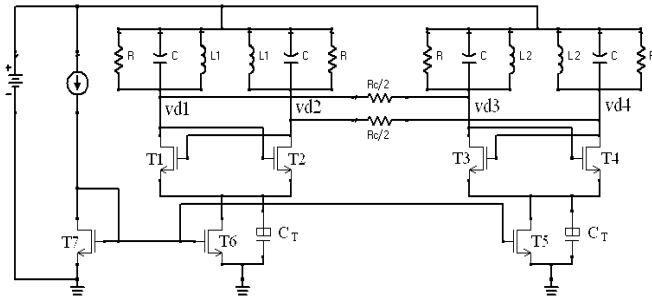 R C L1 L1 C R R C L2 L2 C R
Rc/2
vd1 vd2 vd3 vd4
Rc/2
T1 T2 T3 T4
T7 T6 CT T5 CT
+
-